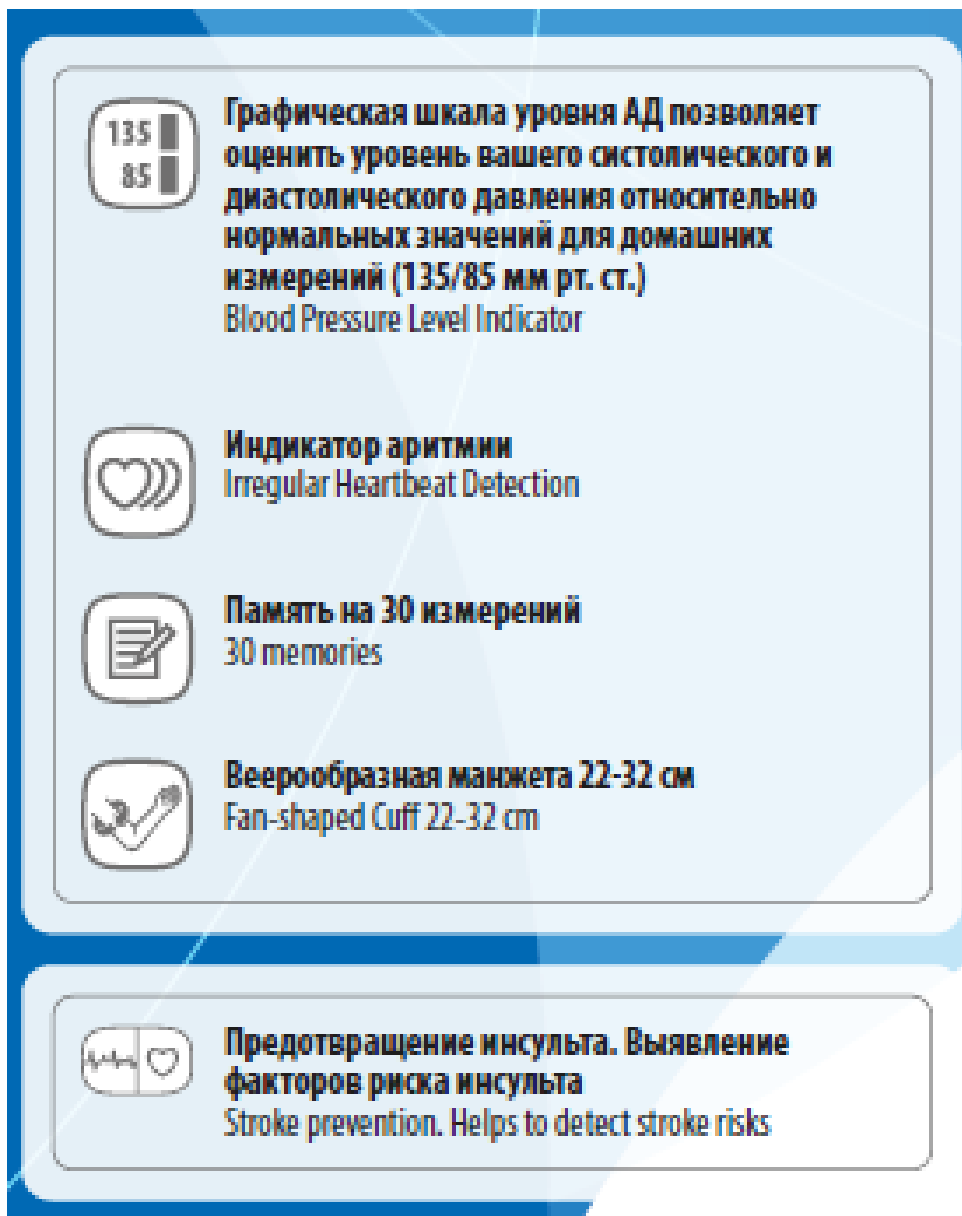 135
85
Графическая шкала уровня АД позволяет
оценить уровень вашего систолического и
диастолического давления относительно
нормальных значений для домашних
измерений (135/85 мм рт. ст.)
Blood Pressure Level Indicator
Индикатор аритмии
Irregular Heartbeat Detection
Память на 30 измерений
30 memories
Веерообразная манжета 22-32 см
Fan-shaped Cuff 22-32 cm
Предотвращение инсульта. Выявление
факторов риска инсульта
Stroke prevention. Helps to detect stroke risks